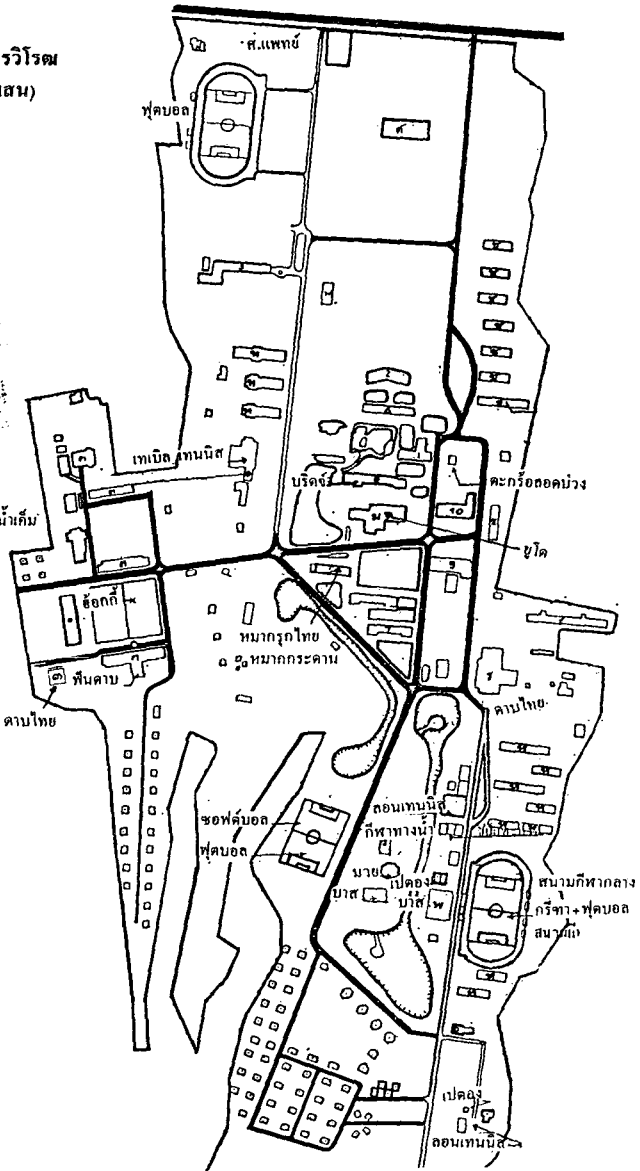 รวิโรฒ
เสน)
ศ.แพทย์
ฟุตบอล
เทเบิล เทนนิส
บริดจ์
ตะกร้อลอดบ่วง
น้ำเค็ม
ยูโด
ฮ้อกกี้
หมากรุกไทย
หมากกระดาน
ฟันดาบ
ดาบไทย
ดาบไทย
ลอนเทนนิส
ซอฟต์บอล
กีฬาทางน้ำ
ฟุตบอล
มวย
เปตอง
บาส
บาส
สนามกีฬากลาง
กรีฑา+ฟุตบอล
เปตอง
ลอนเทนนิส